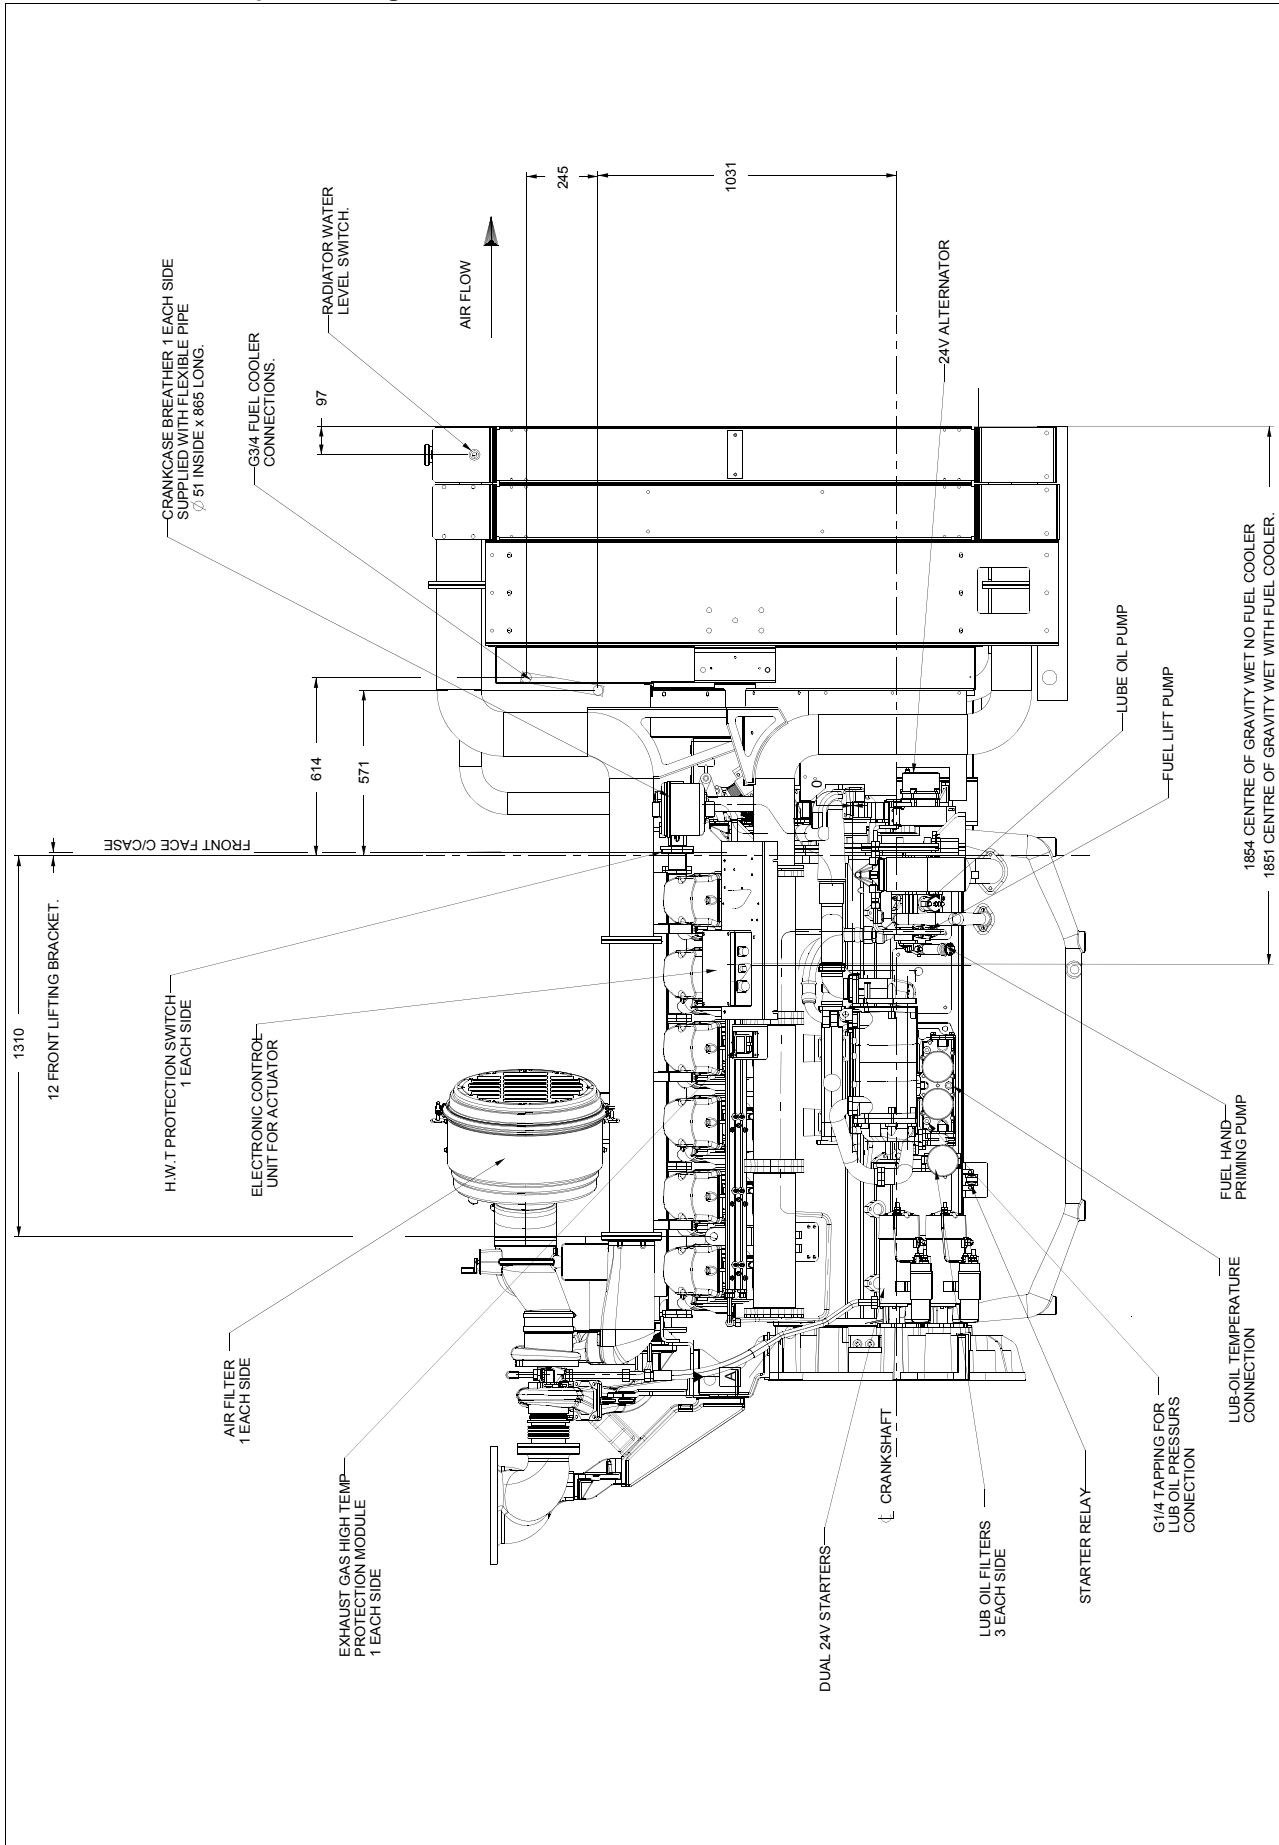 CRANKCASE BREATHER 1 EACH SIDE
SUPPLIED WITH FLEXIBLE PIPE
∅ 51 INSIDE x 865 LONG.
RADIATOR WATER
LEVEL SWITCH.
G3/4 FUEL COOLER
CONNECTIONS.
AIR FLOW
245
1031
97
24V ALTERNATOR
614
571
FRONT FACE C/CASE
1310
12 FRONT LIFTING BRACKET.
H.W.T PROTECTION SWITCH
1 EACH SIDE
ELECTRONIC CONTROL
UNIT FOR ACTUATOR
AIR FILTER
1 EACH SIDE
EXHAUST GAS HIGH TEMP
PROTECTION MODULE
1 EACH SIDE
A
LUBE OIL PUMP
FUEL LIFT PUMP
1854 CENTRE OF GRAVITY WET NO FUEL COOLER
1851 CENTRE OF GRAVITY WET WITH FUEL COOLER.
FUEL HAND
PRIMING PUMP
LUB-OIL TEMPERATURE
CONNECTION
G1/4 TAPPING FOR
LUB OIL PRESSURS
CONECTION
STARTER RELAY
LUB OIL FILTERS
3 EACH SIDE
CRANKSHAFT
DUAL 24V STARTERS